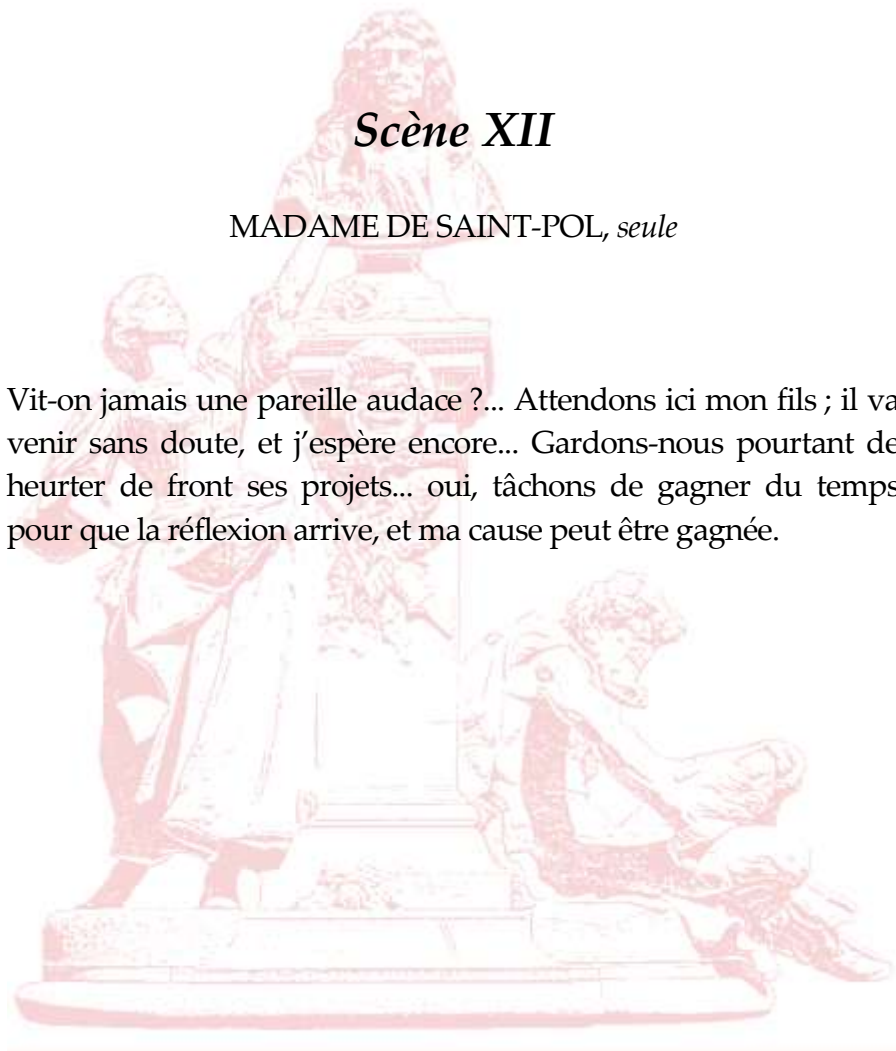 Scène XII
MADAME DE SAINT-POL, seule
Vit-on jamais une pareille audace ?... Attendons ici mon fils ; il va
venir sans doute, et j’espère encore... Gardons-nous pourtant de
heurter de front ses projets... oui, tâchons de gagner du temps
pour que la réflexion arrive, et ma cause peut être gagnée.